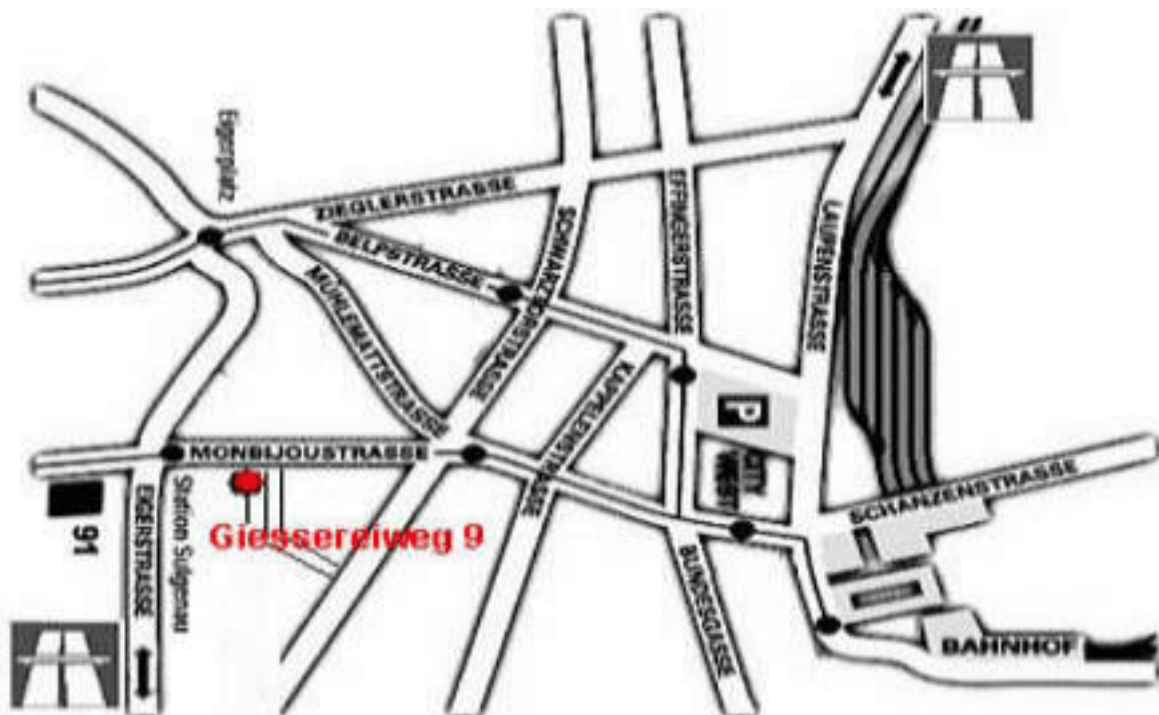 Eigerplatz
ZIEGLERSTRASSE
BELPSTRASSE
SCHWARZTORSTRASSE
EFFINGERSTRASSE
LAUPENSTRASSE
MÜHLEMATTSTRASSE
KAPPELENSTRASSE
P
CITY
WEST
MONBIJOUSTRASSE
SCHANZENSTRASSE
91
EIGERSTRASSE
Station Sulgenau
Giessereiweg 9
BUNDESGASSE
BAHNHOF